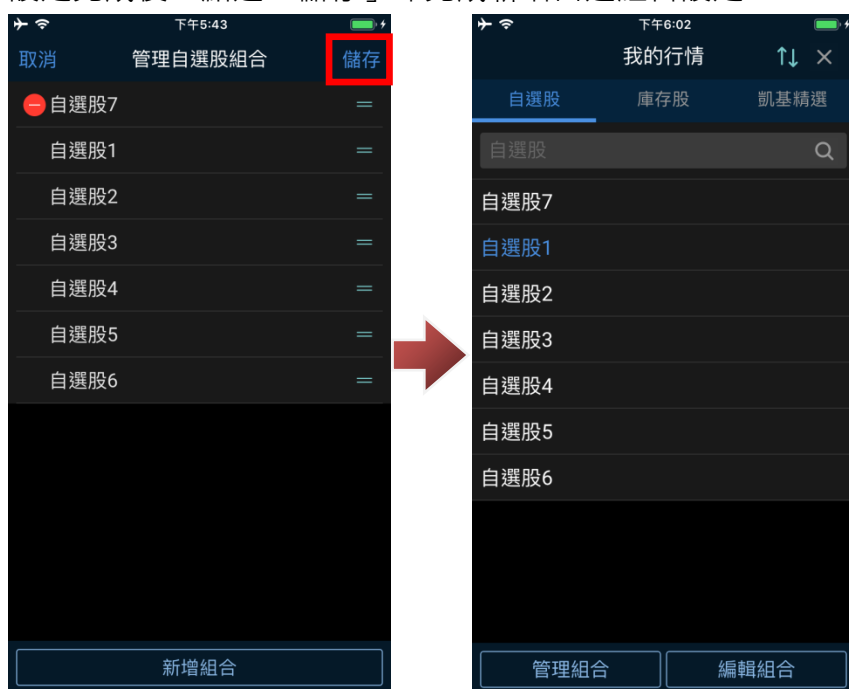 下午5:43
取消 管理自選股組合 儲存
自選股7
自選股1
自選股2
自選股3
自選股4
自選股5
自選股6
新增組合
下午6:02
我的行情
自選股 庫存股 凱基精選
自選股
自選股7
自選股1
自選股2
自選股3
自選股4
自選股5
自選股6
管理組合 編輯組合